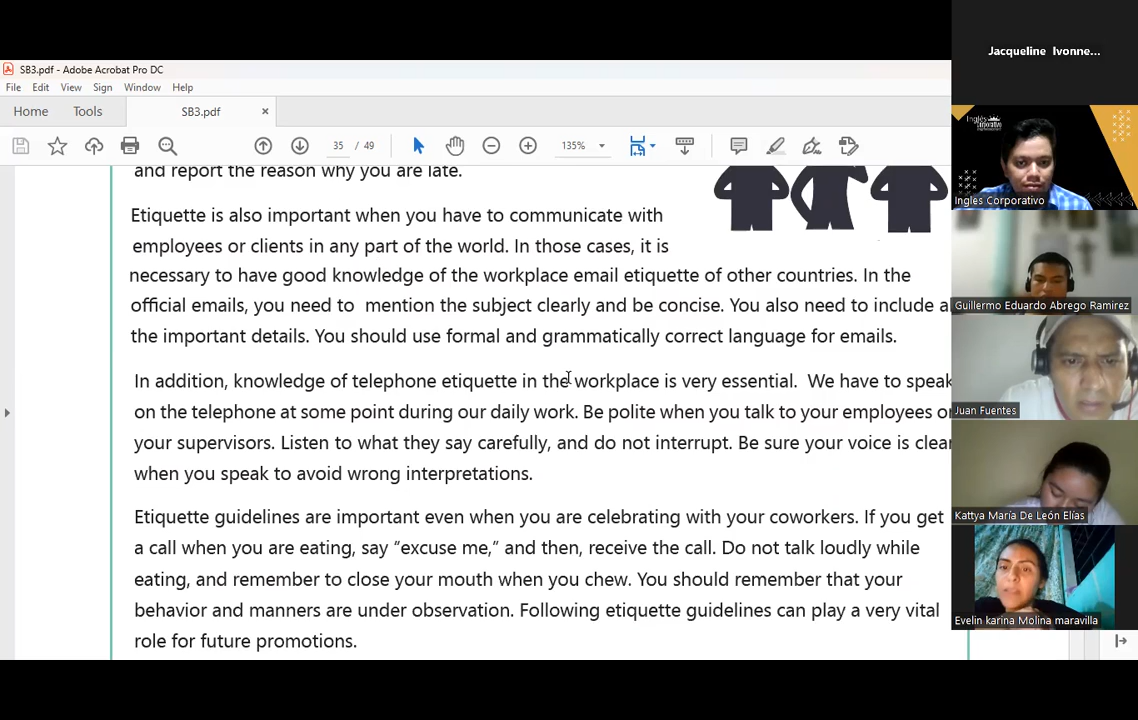 SB3.pdf - Adobe Acrobat Pro DC
File Edit View Sign Window Help
Home Tools SB3.pdf ×
35 / 49 135%
and report the reason why you are late.
Etiquette is also important when you have to communicate with
employees or clients in any part of the world. In those cases, it is
necessary to have good knowledge of the workplace email etiquette of other countries. In the
official emails, you need to mention the subject clearly and be concise. You also need to include
the important details. You should use formal and grammatically correct language for emails.
In addition, knowledge of telephone etiquette in the workplace is very essential. We have to speak
on the telephone at some point during our daily work. Be polite when you talk to your employees or
your supervisors. Listen to what they say carefully, and do not interrupt. Be sure your voice is clear
when you speak to avoid wrong interpretations.
Etiquette guidelines are important even when you are celebrating with your coworkers. If you get
a call when you are eating, say “excuse me,” and then, receive the call. Do not talk loudly while
eating, and remember to close your mouth when you chew. You should remember that your
behavior and manners are under observation. Following etiquette guidelines can play a very vital
role for future promotions.
Jacqueline Ivonne...
Inglés Corporativo
Ingles Corporativo
Guillermo Eduardo Abrego Ramirez
Juan Fuentes
Kattya María De León Elías
Evelin karina Molina maravilla